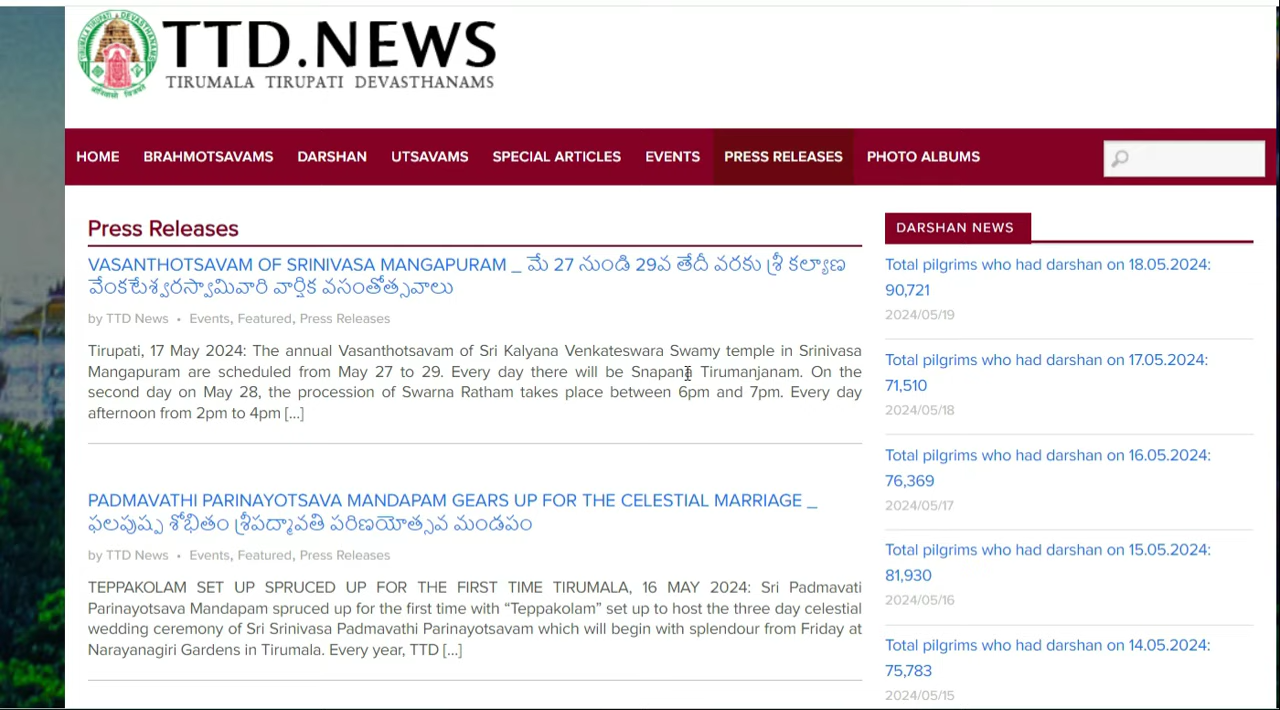 TTD.NEWS
TIRUMALA TIRUPATI DEVASTHANAMS
HOME BRAHMOTSAVAMS DARSHAN UTSAVAMS SPECIAL ARTICLES EVENTS PRESS RELEASES PHOTO ALBUMS
Press Releases
VASANTHOTSAVAM OF SRINIVASA MANGAPURAM _ మే 27 నుండి 29వ తేదీ వరకు శ్రీ కల్యాణ
వేంకటేశ్వరస్వామివారి వార్షిక వసంతోత్సవాలు
by TTD News • Events, Featured, Press Releases
Tirupati, 17 May 2024: The annual Vasanthotsavam of Sri Kalyana Venkateswara Swamy temple in Srinivasa
Mangapuram are scheduled from May 27 to 29. Every day there will be Snapana Tirumanjanam. On the
second day on May 28, the procession of Swarna Ratham takes place between 6pm and 7pm. Every day
afternoon from 2pm to 4pm [...]
PADMAVATHI PARINAYOTSAVA MANDAPAM GEARS UP FOR THE CELESTIAL MARRIAGE _
ఫలపుష్ప శోభితం శ్రీపద్మావతి పరిణయోత్సవ మండపం
by TTD News • Events, Featured, Press Releases
TEPPAKOLAM SET UP SPRUCED UP FOR THE FIRST TIME TIRUMALA, 16 MAY 2024: Sri Padmavati
Parinayotsava Mandapam spruced up for the first time with “Teppakolam” set up to host the three day celestial
wedding ceremony of Sri Srinivasa Padmavathi Parinayotsavam which will begin with splendour from Friday at
Narayanagiri Gardens in Tirumala. Every year, TTD [...]
DARSHAN NEWS
Total pilgrims who had darshan on 18.05.2024:
90,721
2024/05/19
Total pilgrims who had darshan on 17.05.2024:
71,510
2024/05/18
Total pilgrims who had darshan on 16.05.2024:
76,369
2024/05/17
Total pilgrims who had darshan on 15.05.2024:
81,930
2024/05/16
Total pilgrims who had darshan on 14.05.2024:
75,783
2024/05/15